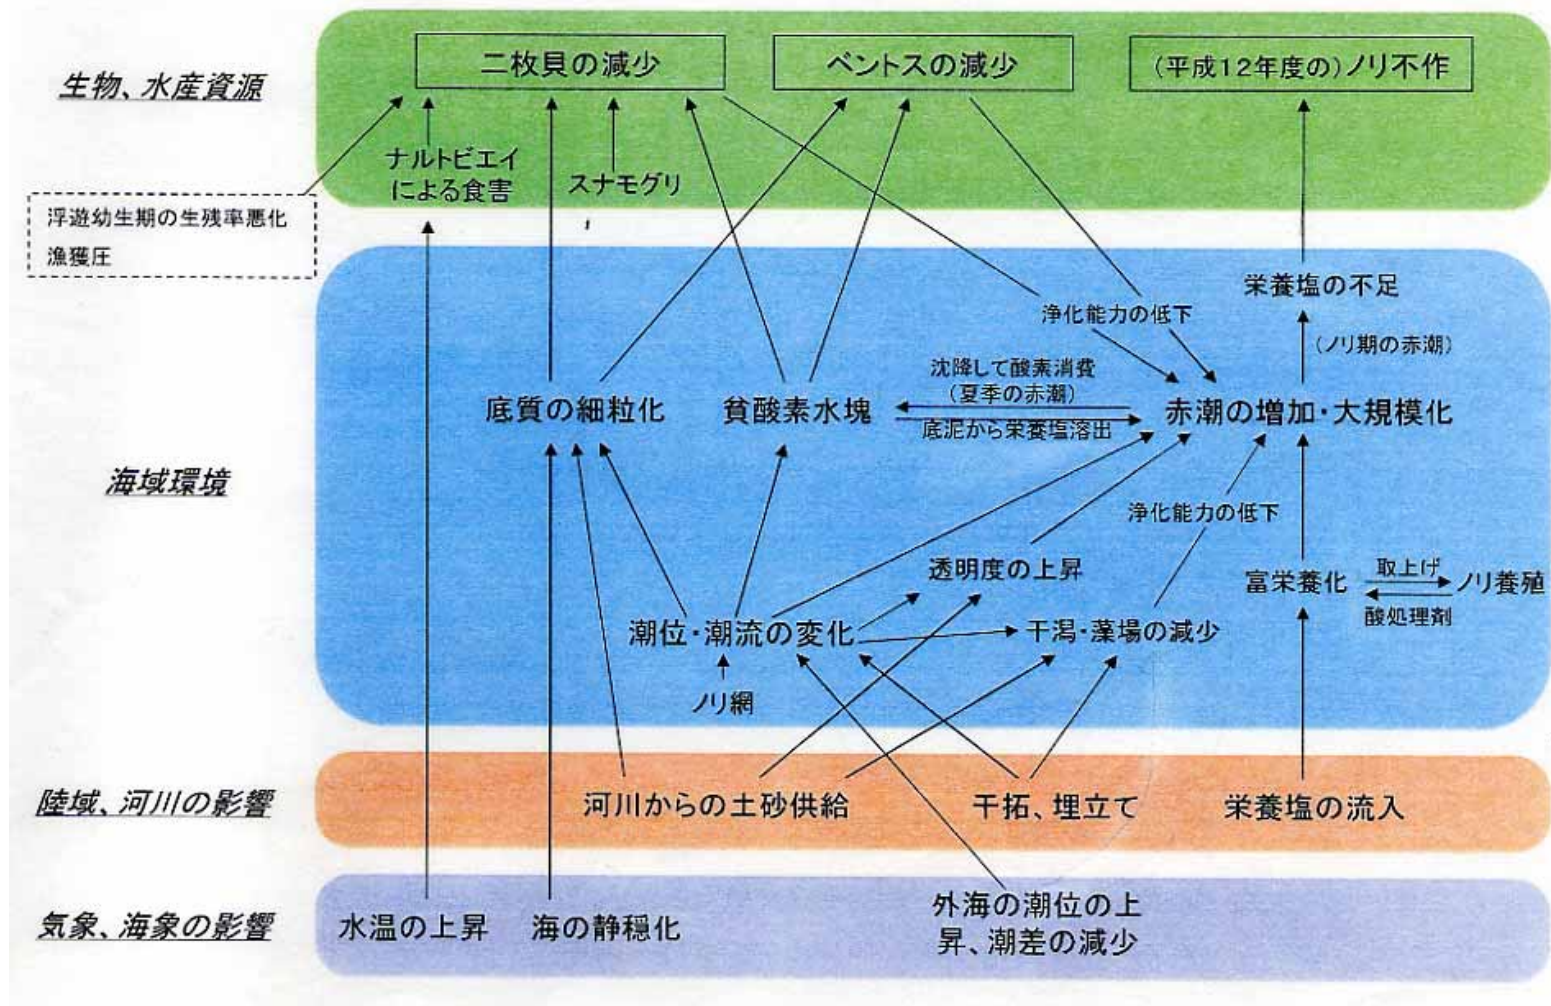 生物、水産資源
二枚貝の減少
ベントスの減少
(平成12年度の)ノリ不作
ナルトビエイ
による食害
スナモグリ
浮遊幼生期の生残率悪化
漁獲圧
海域環境
栄養塩の不足
浄化能力の低下
(ノリ期の赤潮)
沈降して酸素消費
(夏季の赤潮)
底質の細粒化
貧酸素水塊
赤潮の増加・大規模化
底泥から栄養塩溶出
浄化能力の低下
透明度の上昇
富栄養化
取上げ
ノリ養殖
酸処理剤
潮位・潮流の変化
干潟・藻場の減少
ノリ網
陸域、河川の影響
河川からの土砂供給
干拓、埋立て
栄養塩の流入
気象、海象の影響
水温の上昇
海の静穏化
外海の潮位の上
昇、潮差の減少